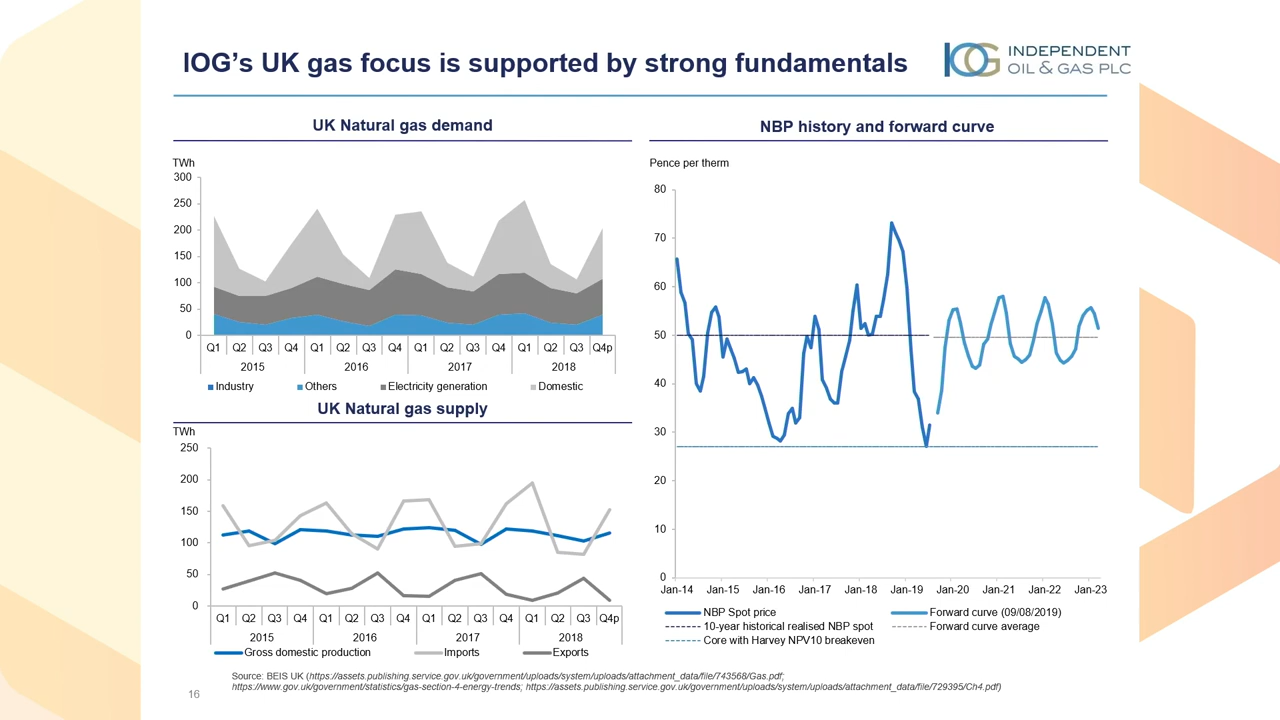 IOG’s UK gas focus is supported by strong fundamentals
IOG INDEPENDENT
OIL & GAS PLC
UK Natural gas demand
TWh
300
250
200
150
100
50
0
Q1 Q2 Q3 Q4 Q1 Q2 Q3 Q4 Q1 Q2 Q3 Q4 Q1 Q2 Q3 Q4p
2015 2016 2017 2018
Industry Others Electricity generation Domestic
UK Natural gas supply
TWh
250
200
150
100
50
0
Q1 Q2 Q3 Q4 Q1 Q2 Q3 Q4 Q1 Q2 Q3 Q4 Q1 Q2 Q3 Q4p
2015 2016 2017 2018
Gross domestic production Imports Exports
NBP history and forward curve
Pence per therm
80
70
60
50
40
30
20
10
0
Jan-14 Jan-15 Jan-16 Jan-17 Jan-18 Jan-19 Jan-20 Jan-21 Jan-22 Jan-23
NBP Spot price Forward curve (09/08/2019)
10-year historical realised NBP spot Forward curve average
Core with Harvey NPV10 breakeven
Source: BEIS UK (https://assets.publishing.service.gov.uk/government/uploads/system/uploads/attachment_data/file/743568/Gas.pdf;
https://www.gov.uk/government/statistics/gas-section-4-energy-trends; https://assets.publishing.service.gov.uk/government/uploads/system/uploads/attachment_data/file/729395/Ch4.pdf)
16